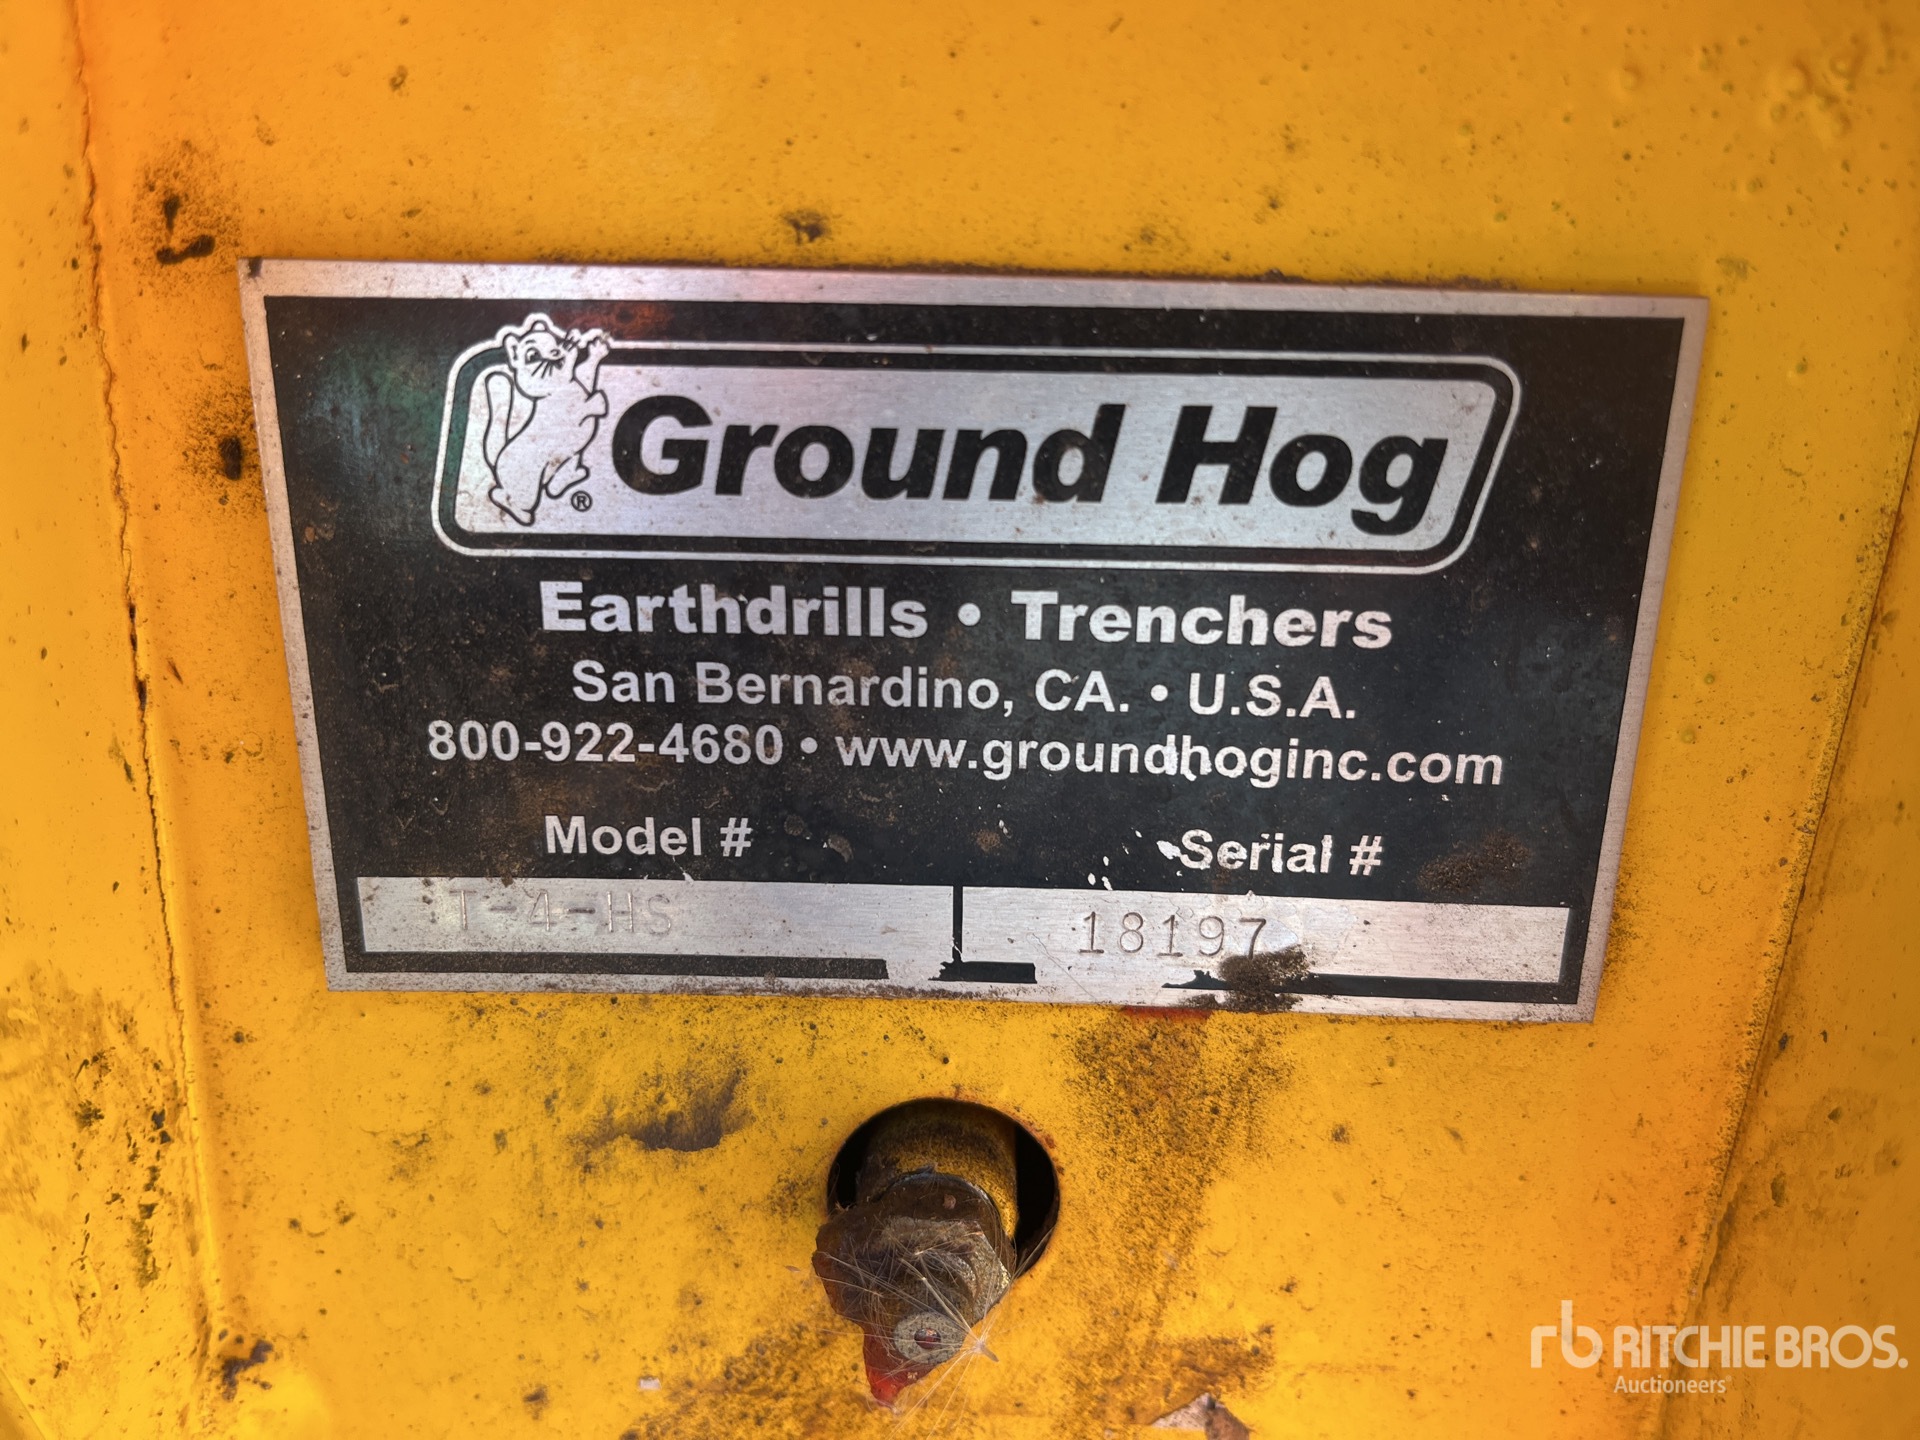 Ground Hog
®
Earthdrills • Trenchers
San Bernardino, CA. • U.S.A.
800-922-4680 • www.groundhoginc.com
Model # Serial #
T-4-HS 18197
rb RITCHIE BROS.
Auctioneers